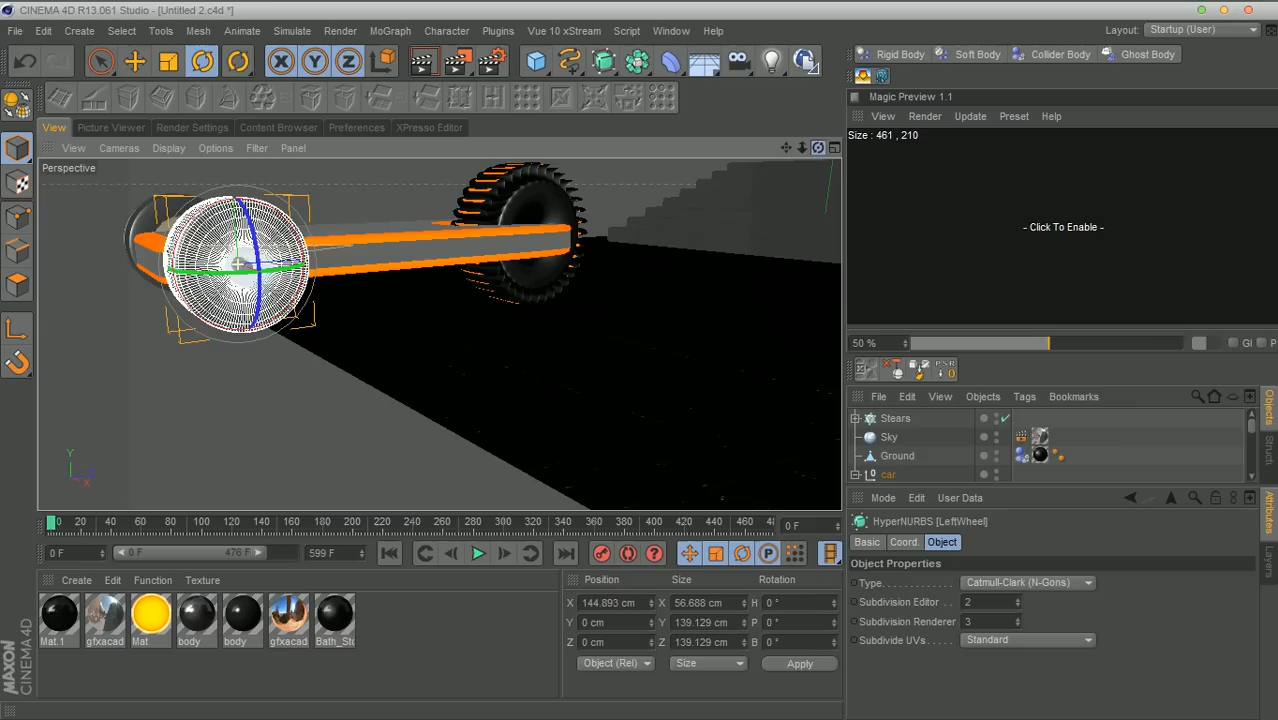 CINEMA 4D R13.061 Studio - [Untitled 2.c4d *]
File Edit Create Select Tools Mesh Animate Simulate Render MoGraph Character Plugins Vue 10 xStream Script Window Help
Layout: Startup (User)
Rigid Body Soft Body Collider Body Ghost Body
Magic Preview 1.1
View Render Update Preset Help
Size : 461 , 210
- Click To Enable -
50 % GI P
View Picture Viewer Render Settings Content Browser Preferences XPresso Editor
View Cameras Display Options Filter Panel
Perspective
Y
Z
X
P S R
0
File Edit View Objects Tags Bookmarks
Stears
Sky
Ground
car
Objects
Struct
Mode Edit User Data
HyperNURBS [LeftWheel]
Basic Coord. Object
Object Properties
Type. Catmull-Clark (N-Gons)
Subdivision Editor . . 2
Subdivision Renderer 3
Subdivide UVs Standard
Attributes
Layers
0 20 40 60 80 100 120 140 160 180 200 220 240 260 280 300 320 340 360 380 400 420 440 460 48 0 F
0 F 0 F 476 F 599 F
Create Edit Function Texture
Mat.1 gfxacad Mat body body gfxacad Bath_Sto
Position Size Rotation
X 144.893 cm X 56.688 cm H 0 °
Y 0 cm Y 139.129 cm P 0 °
Z 0 cm Z 139.129 cm B 0 °
Object (Rel) Size Apply
MAXON
CINEMA 4D